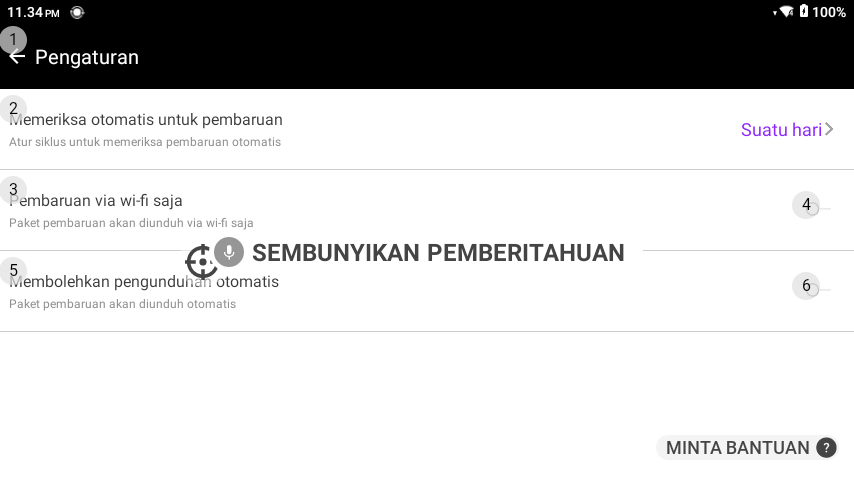 11.34 PM
100%
1
Pengaturan
2
Memeriksa otomatis untuk pembaruan
Atur siklus untuk memeriksa pembaruan otomatis
Suatu hari
3
Pembaruan via wi-fi saja
Paket pembaruan akan diunduh via wi-fi saja
4
SEMBUNYIKAN PEMBERITAHUAN
5
Membolehkan pengunduhan otomatis
Paket pembaruan akan diunduh otomatis
6
MINTA BANTUAN ?